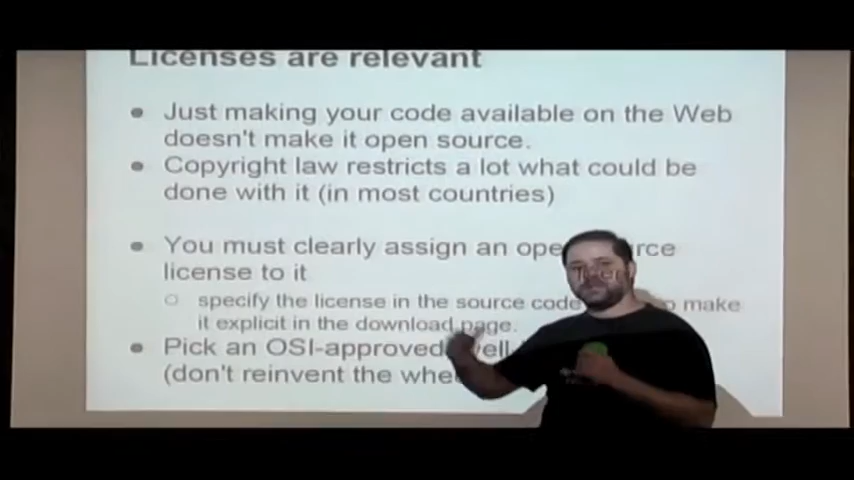 Licenses are relevant
Just making your code available on the Web
doesn't make it open source.
Copyright law restricts a lot what could be
done with it (in most countries)
You must clearly assign an open source
license to it
specify the license in the source code make
it explicit in the download page.
Pick an OSI-approved
(don't reinvent the